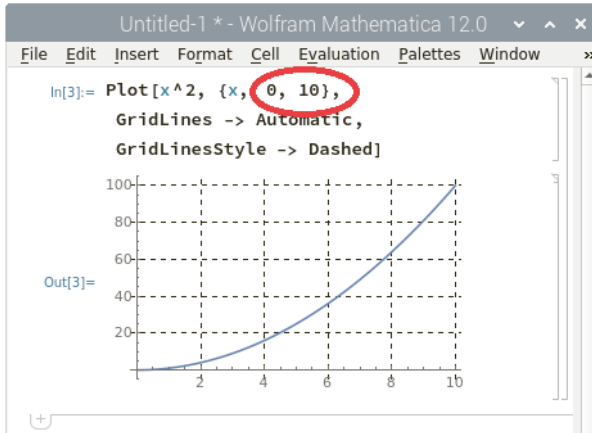 Untitled-1 * - Wolfram Mathematica 12.0
File Edit Insert Format Cell Evaluation Palettes Window »
In[3]:= Plot[x^2, {x, 0, 10},
GridLines -> Automatic,
GridLinesStyle -> Dashed]
100
80
60
Out[3]=
40
20
2 4 6 8 10